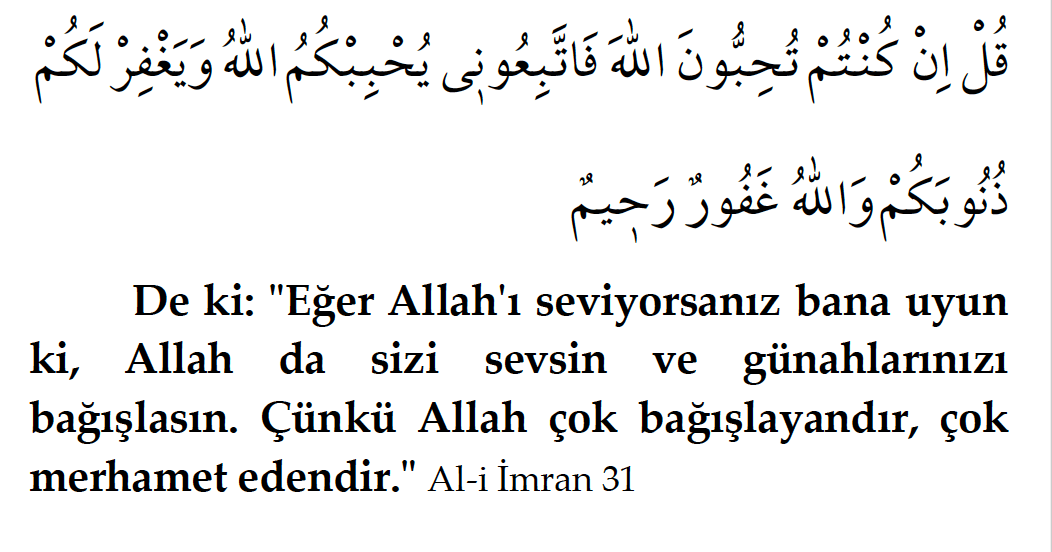 قُلْ اِنْ كُنْتُمْ تُحِبُّونَ اللّٰهَ فَاتَّبِعُونٖى يُحْبِبْكُمُ اللّٰهُ وَيَغْفِرْ لَكُمْ
ذُنُوبَكُمْ وَاللّٰهُ غَفُورٌ رَحٖيمٌ
De ki: "Eğer Allah'ı seviyorsanız bana uyun
ki, Allah da sizi sevsin ve günahlarınızı
bağışlasın. Çünkü Allah çok bağışlayandır, çok
merhamet edendir." Al-i İmran 31